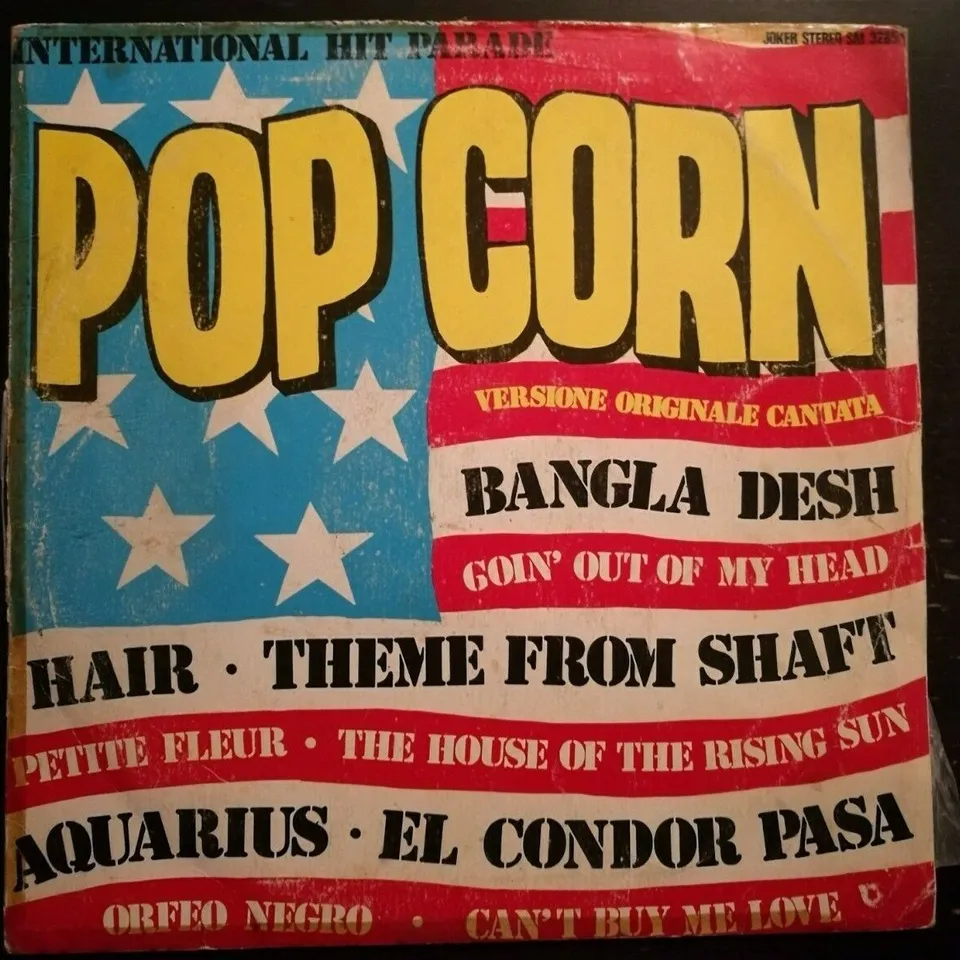 INTERNATIONAL HIT PARADE
JOKER STEREO SM
POP CORN
VERSIONE ORIGINALE CANTATA
BANGLA DESH
GOIN' OUT OF MY HEAD
HAIR · THEME FROM SHAFT
PETITE FLEUR · THE HOUSE OF THE RISING SUN
AQUARIUS · EL CONDOR PASA
ORFEO NEGRO · CAN'T BUY ME LOVE